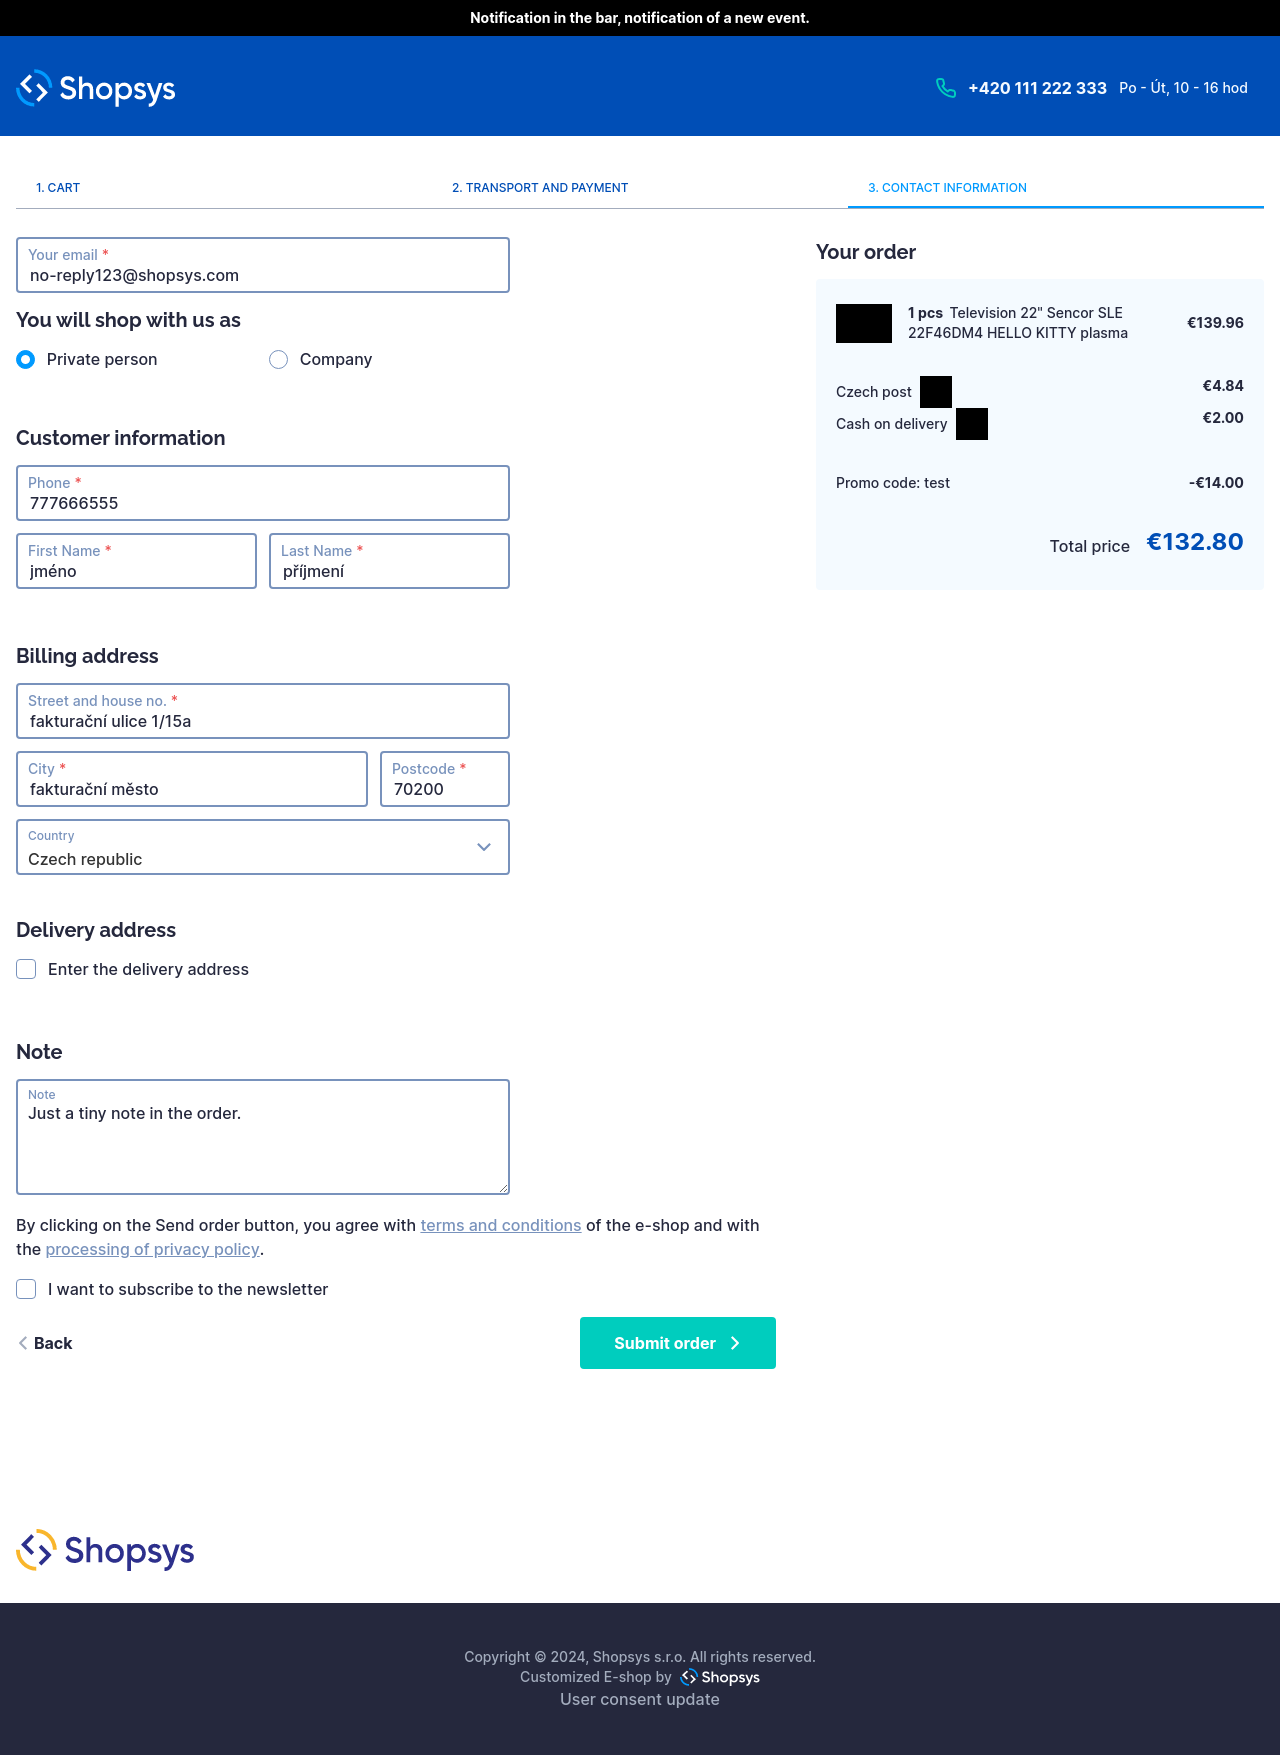 Notification in the bar, notification of a new event.
Shopsys
+420 111 222 333 Po - Út, 10 - 16 hod
1. CART
2. TRANSPORT AND PAYMENT
3. CONTACT INFORMATION
Your email *
no-reply123@shopsys.com
You will shop with us as
Private person
Company
Customer information
Phone *
777666555
First Name *
jméno
Last Name *
příjmení
Billing address
Street and house no. *
fakturační ulice 1/15a
City *
fakturační město
Postcode *
70200
Country
Czech republic
Delivery address
Enter the delivery address
Note
Note
Just a tiny note in the order.
By clicking on the Send order button, you agree with terms and conditions of the e-shop and with
the processing of privacy policy.
I want to subscribe to the newsletter
Back
Submit order
Your order
1 pcs Television 22" Sencor SLE
22F46DM4 HELLO KITTY plasma
€139.96
Czech post
€4.84
Cash on delivery
€2.00
Promo code: test
-€14.00
Total price €132.80
Shopsys
Copyright © 2024, Shopsys s.r.o. All rights reserved.
Customized E-shop by Shopsys
User consent update